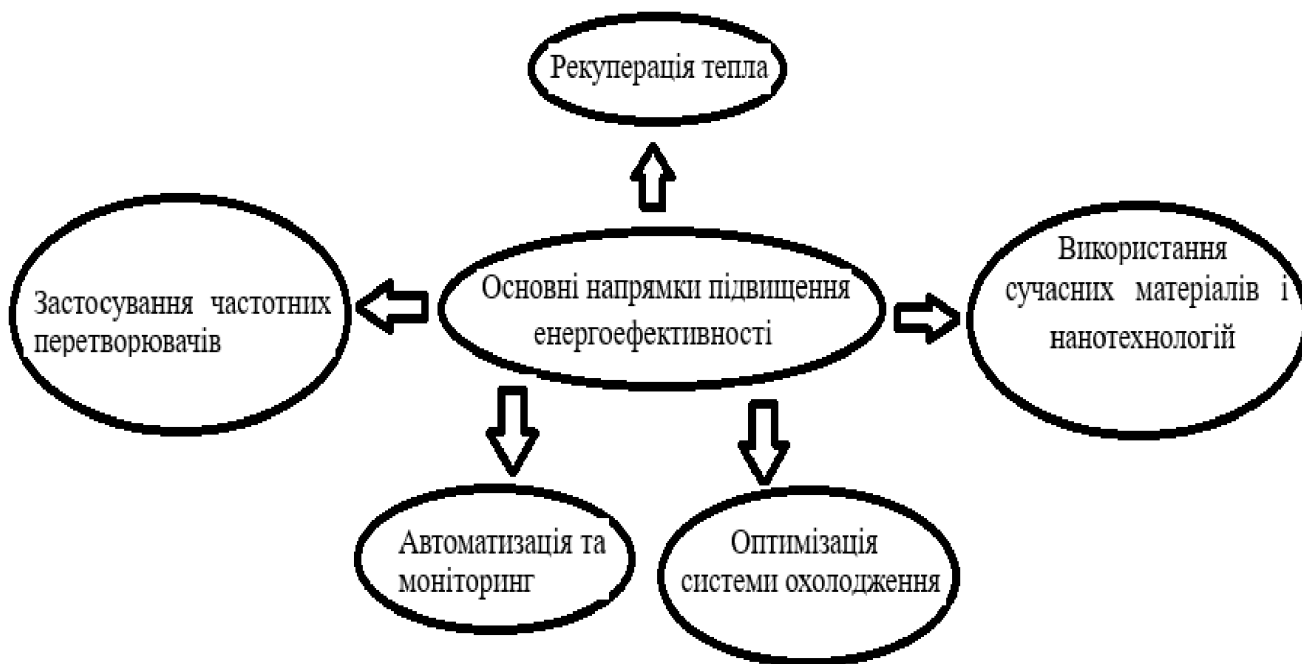 Рекуперація тепла
Застосування частотних
перетворювачів
Основні напрямки підвищення
енергоефективності
Використання
сучасних матеріалів і
нанотехнологій
Автоматизація та
моніторинг
Оптимізація
системи охолодження